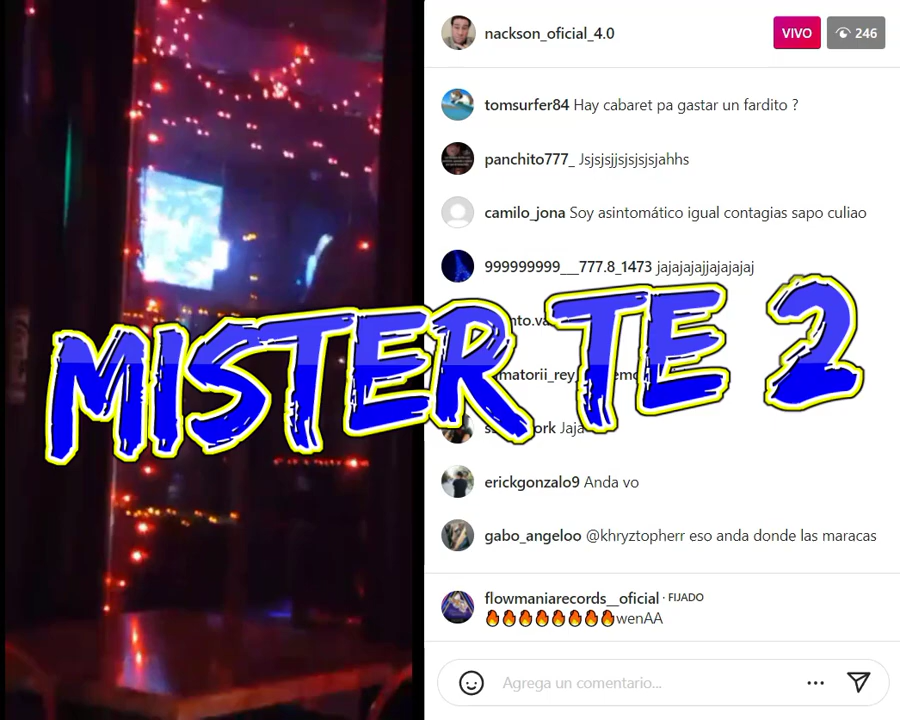 nackson_oficial_4.0
VIVO
246
tomsurfer84 Hay cabaret pa gastar un fardito ?
panchito777_ Jsjsjsjjsjsjsjsjahhs
camilo_jona Soy asintomático igual contagias sapo culiao
999999999__777.8_1473 jajajajajjajajajaj
MISTER TE 2
erickgonzalo9 Anda vo
gabo_angeloo @khryztopherr eso anda donde las maracas
flowmaniarecords__oficial · FIJADO
🔥🔥🔥🔥🔥🔥🔥🔥wenAA
Agrega un comentario...